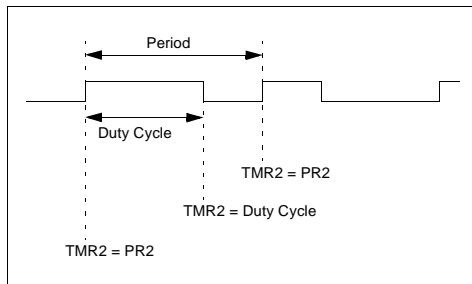 Period
Duty Cycle
TMR2 = PR2
TMR2 = Duty Cycle
TMR2 = PR2